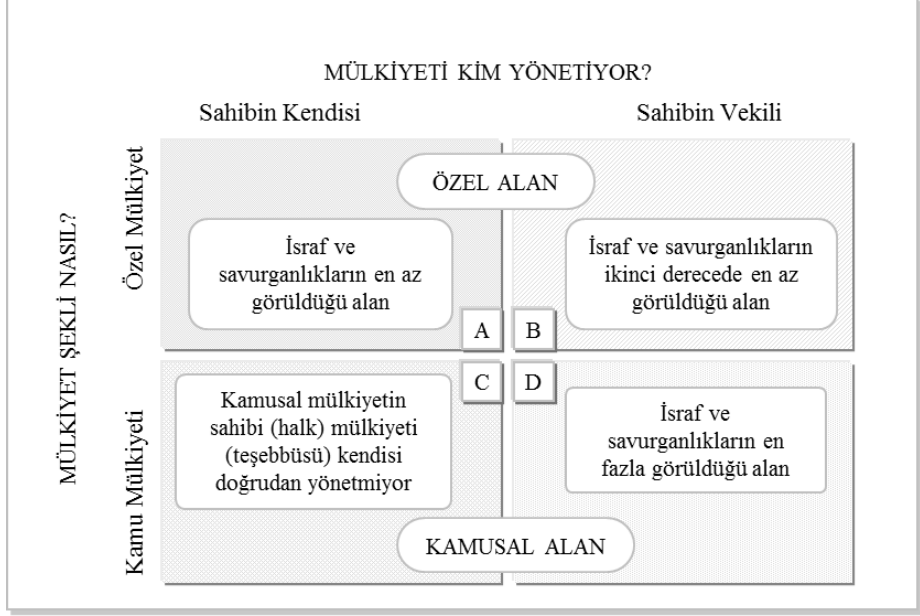 MÜLKİYETİ KİM YÖNETİYOR?
Sahibin Kendisi
Sahibin Vekili
MÜLKİYET ŞEKLİ NASIL?
Özel Mülkiyet
ÖZEL ALAN
İsraf ve
savurganlıkların en az
görüldüğü alan
İsraf ve savurganlıkların
ikinci derecede en az
görüldüğü alan
A
B
Kamu Mülkiyeti
C
D
Kamusal mülkiyetin
sahibi (halk) mülkiyeti
(teşebbüsü) kendisi
doğrudan yönetmiyor
İsraf ve
savurganlıkların en
fazla görüldüğü alan
KAMUSAL ALAN